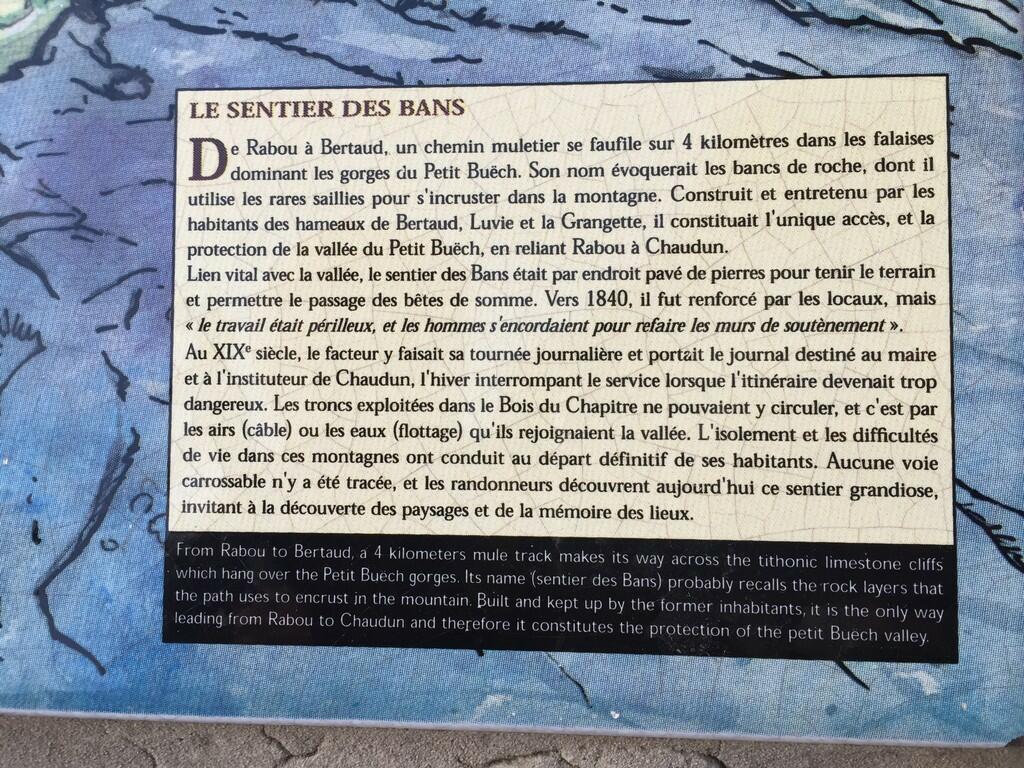 LE SENTIER DES BANS
De Rabou à Bertaud, un chemin muletier se faufile sur 4 kilomètres dans les falaises
dominant les gorges du Petit Buëch. Son nom évoquerait les bancs de roche, dont il
utilise les rares saillies pour s'incruster dans la montagne. Construit et entretenu par les
habitants des hameaux de Bertaud, Luvie et la Grangette, il constituait l'unique accès, et la
protection de la vallée du Petit Buëch, en reliant Rabou à Chaudun.
Lien vital avec la vallée, le sentier des Bans était par endroit pavé de pierres pour tenir le terrain
et permettre le passage des bêtes de somme. Vers 1840, il fut renforcé par les locaux, mais
« le travail était périlleux, et les hommes s'encordaient pour refaire les murs de soutènement ».
Au XIXe siècle, le facteur y faisait sa tournée journalière et portait le journal destiné au maire
et à l'instituteur de Chaudun, l'hiver interrompant le service lorsque l'itinéraire devenait trop
dangereux. Les troncs exploitées dans le Bois du Chapitre ne pouvaient y circuler, et c'est par
les airs (câble) ou les eaux (flottage) qu'ils rejoignaient la vallée. L'isolement et les difficultés
de vie dans ces montagnes ont conduit au départ définitif de ses habitants. Aucune voie
carrossable n'y a été tracée, et les randonneurs découvrent aujourd'hui ce sentier grandiose,
invitant à la découverte des paysages et de la mémoire des lieux.
From Rabou to Bertaud, a 4 kilometers mule track makes its way across the tithonic limestone cliffs
which hang over the Petit Buëch gorges. Its name (sentier des Bans) probably recalls the rock layers that
the path uses to encrust in the mountain. Built and kept up by the former inhabitants, it is the only way
leading from Rabou to Chaudun and therefore it constitutes the protection of the petit Buëch valley.